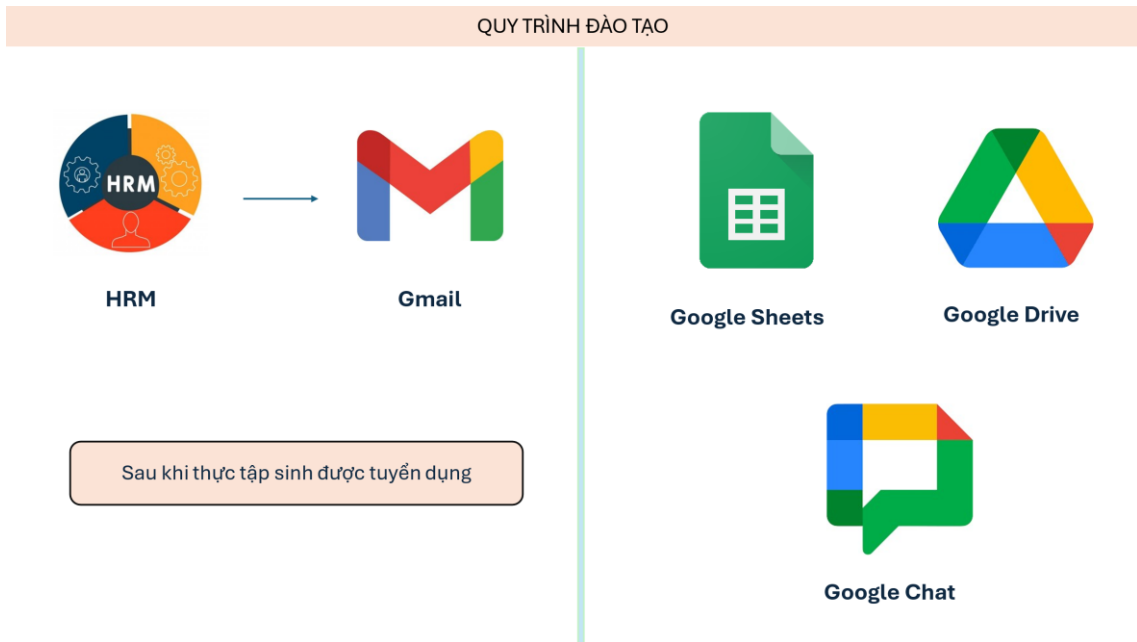 QUY TRÌNH ĐÀO TẠO
HRM
HRM
Gmail
Sau khi thực tập sinh được tuyển dụng
Google Sheets
Google Drive
Google Chat